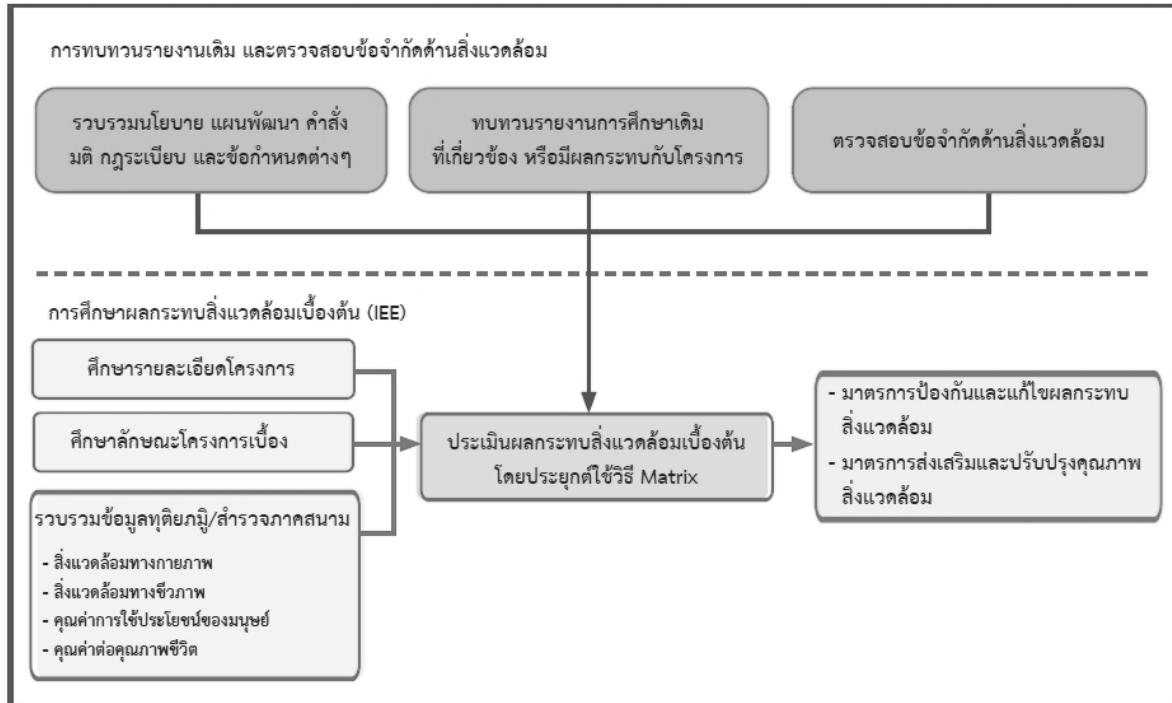 การทบทวนรายงานเดิม และตรวจสอบข้อจำกัดด้านสิ่งแวดล้อม
รวบรวมนโยบาย แผนพัฒนา คำสั่ง
มติ กฎระเบียบ และข้อกำหนดต่างๆ
ทบทวนรายงานการศึกษาเดิม
ที่เกี่ยวข้อง หรือมีผลกระทบกับโครงการ
ตรวจสอบข้อจำกัดด้านสิ่งแวดล้อม
การศึกษาผลกระทบสิ่งแวดล้อมเบื้องต้น (IEE)
ศึกษารายละเอียดโครงการ
ศึกษาลักษณะโครงการเบื้อง
รวบรวมข้อมูลทุติยภูมิ/สำรวจภาคสนาม
- สิ่งแวดล้อมทางกายภาพ
- สิ่งแวดล้อมทางชีวภาพ
- คุณค่าการใช้ประโยชน์ของมนุษย์
- คุณค่าต่อคุณภาพชีวิต
ประเมินผลกระทบสิ่งแวดล้อมเบื้องต้น
โดยประยุกต์ใช้วิธี Matrix
- มาตรการป้องกันและแก้ไขผลกระทบ
สิ่งแวดล้อม
- มาตรการส่งเสริมและปรับปรุงคุณภาพ
สิ่งแวดล้อม